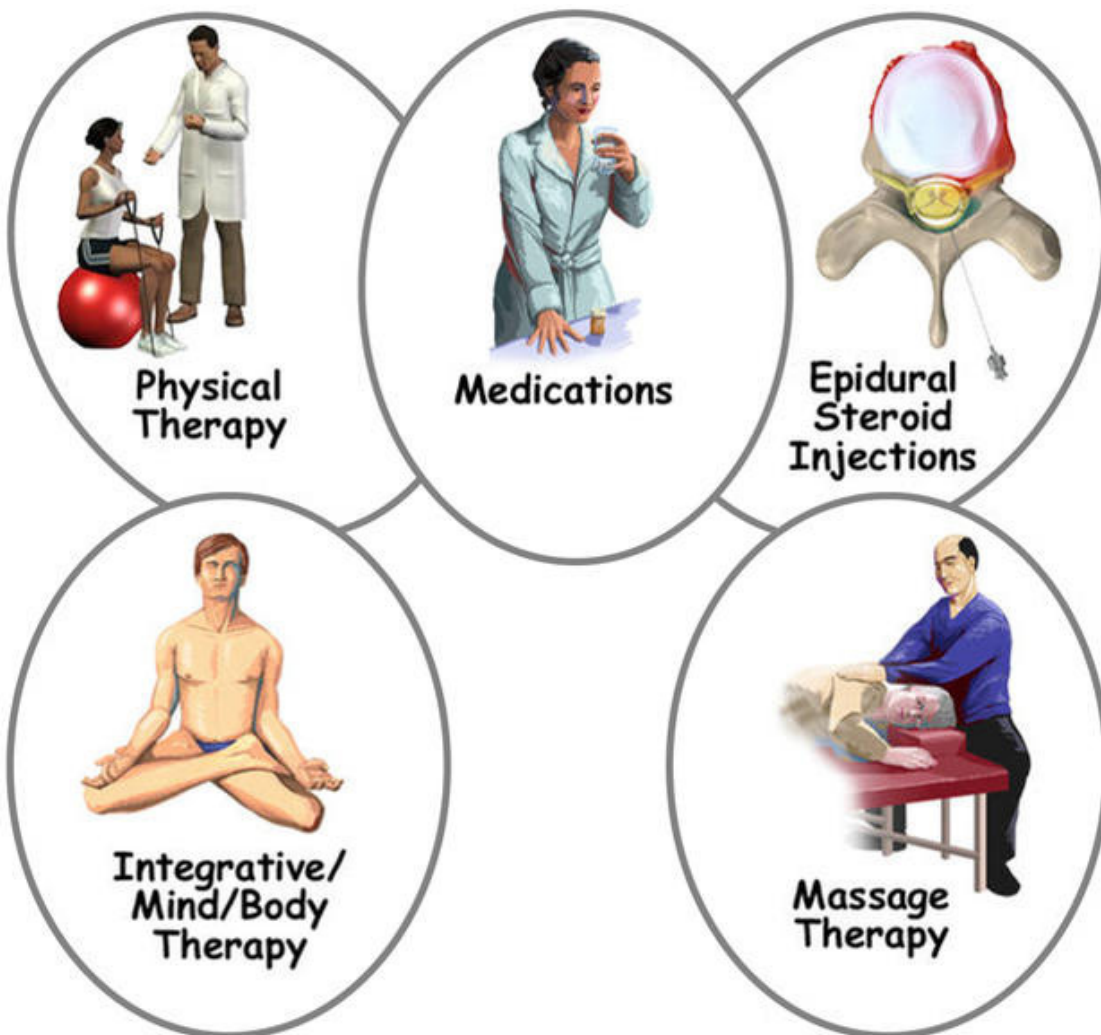 Physical
Therapy
Medications
Epidural
Steroid
Injections
Integrative/
Mind/Body
Therapy
Massage
Therapy